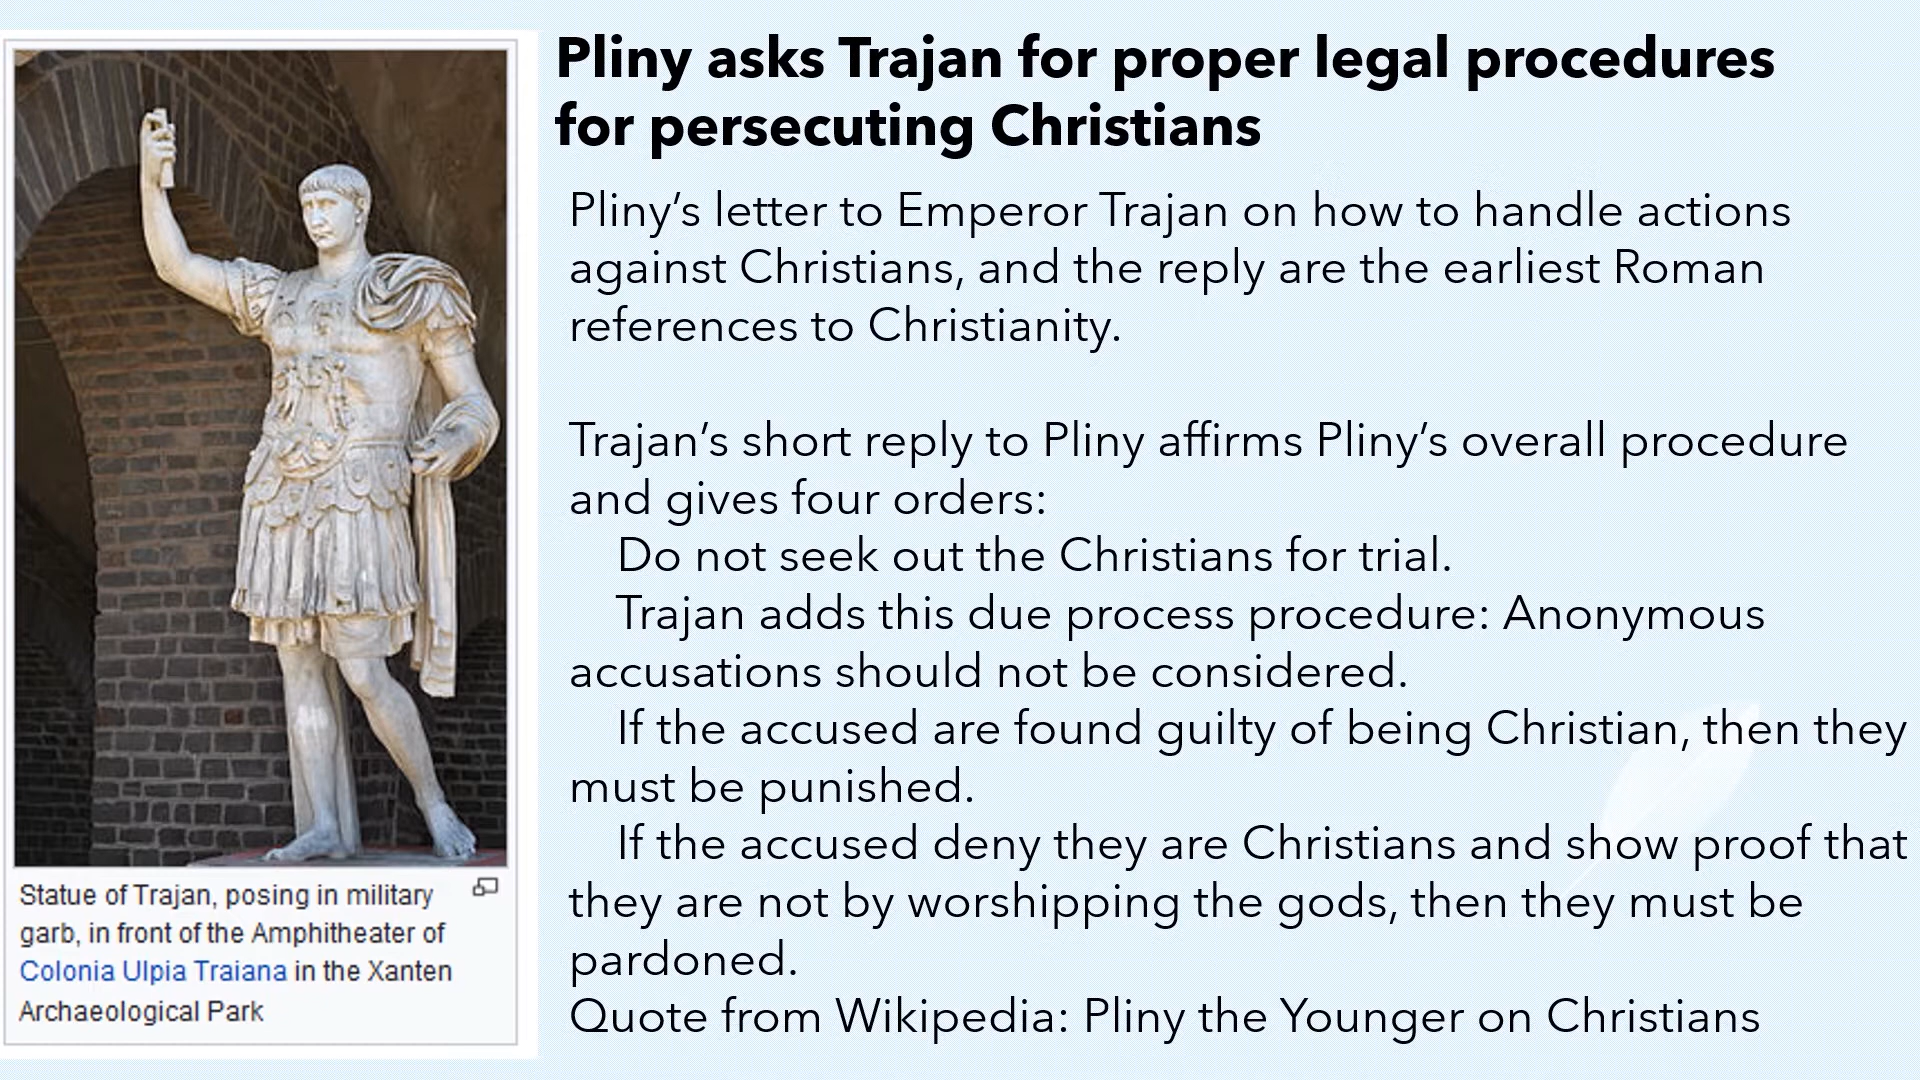 Pliny asks Trajan for proper legal procedures
for persecuting Christians
Pliny’s letter to Emperor Trajan on how to handle actions
against Christians, and the reply are the earliest Roman
references to Christianity.
Trajan’s short reply to Pliny affirms Pliny’s overall procedure
and gives four orders:
Do not seek out the Christians for trial.
Trajan adds this due process procedure: Anonymous
accusations should not be considered.
If the accused are found guilty of being Christian, then they
must be punished.
If the accused deny they are Christians and show proof that
they are not by worshipping the gods, then they must be
pardoned.
Quote from Wikipedia: Pliny the Younger on Christians
Statue of Trajan, posing in military
garb, in front of the Amphitheater of
Colonia Ulpia Traiana in the Xanten
Archaeological Park